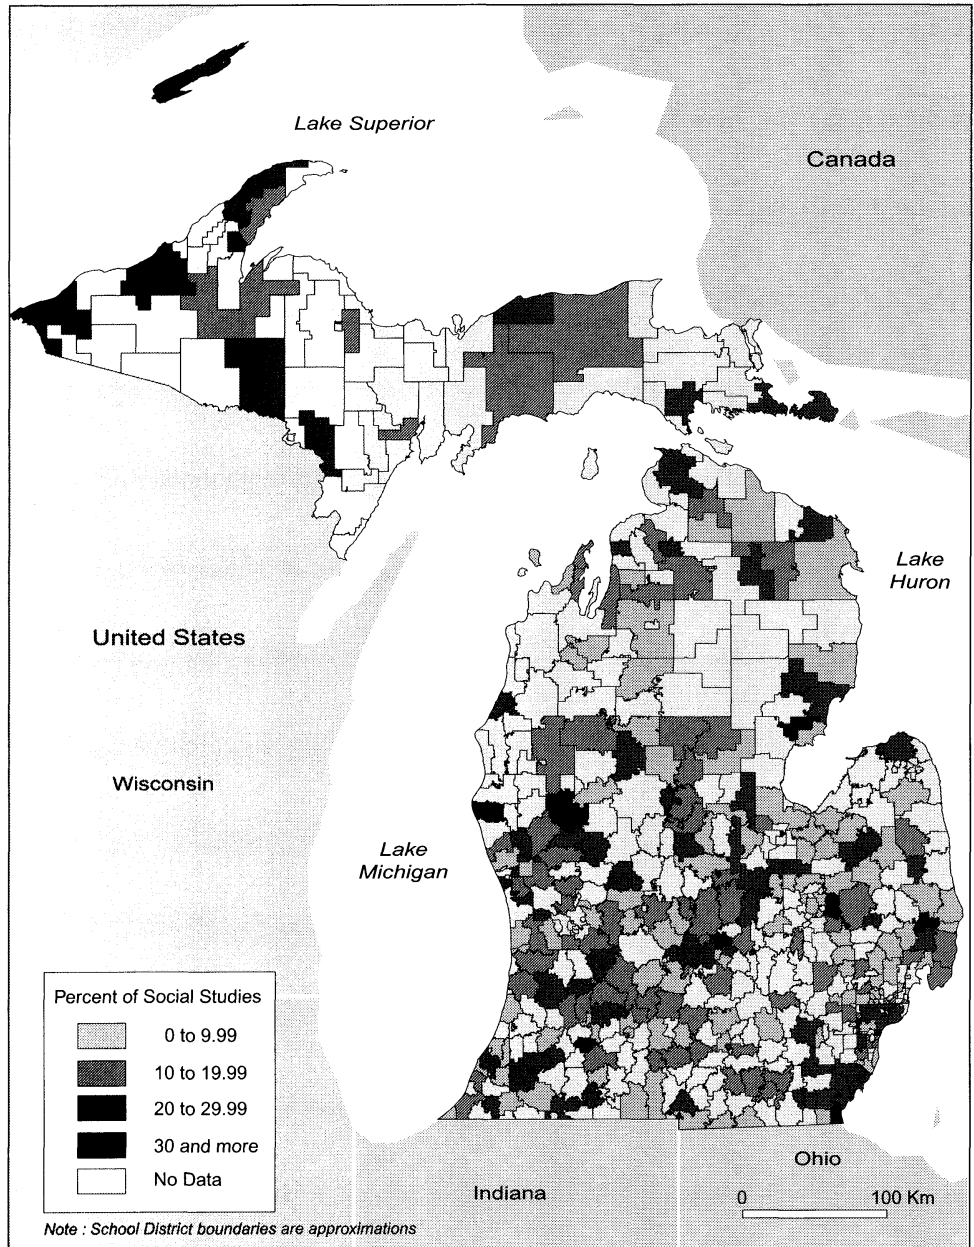 Lake Superior
Canada
Lake
Huron
United States
Wisconsin
Lake
Michigan
Percent of Social Studies
0 to 9.99
10 to 19.99
20 to 29.99
30 and more
No Data
Ohio
Indiana
0 100 Km
Note : School District boundaries are approximations